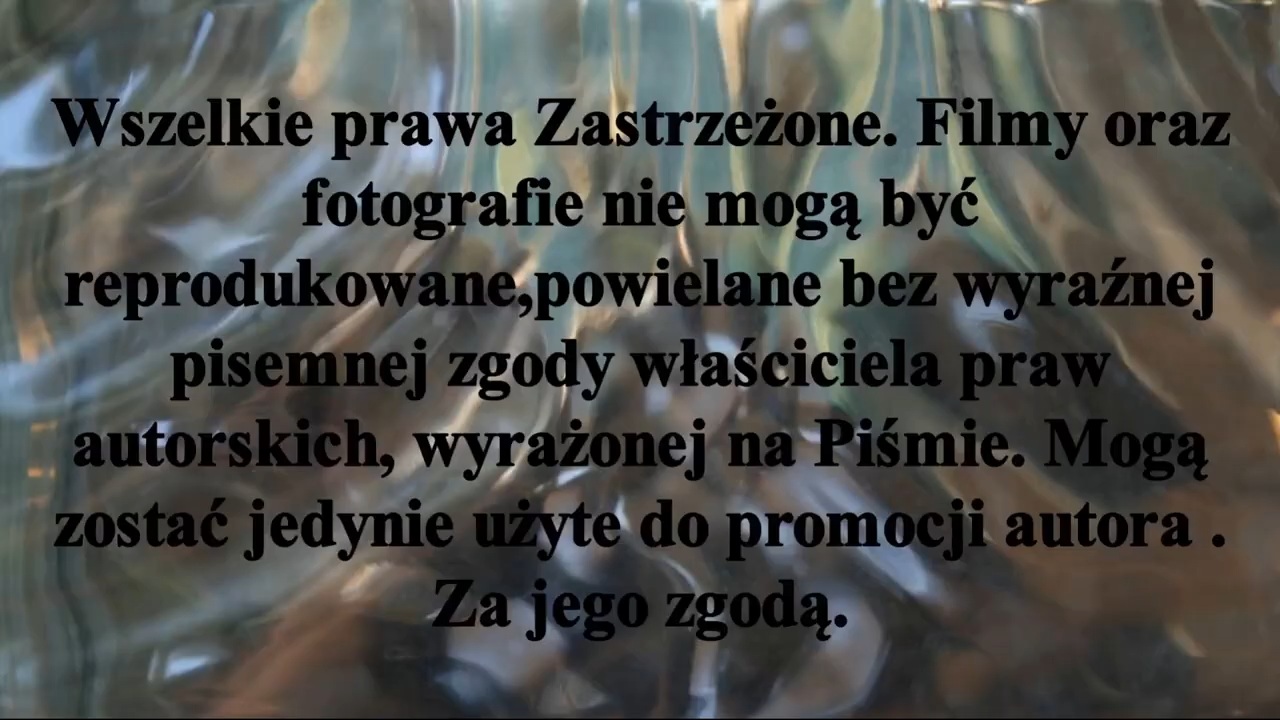 Wszelkie prawa Zastrzeżone. Filmy oraz
fotografie nie mogą być
reprodukowane,powielane bez wyraźnej
pisemnej zgody właściciela praw
autorskich, wyrażonej na Piśmie. Mogą
zostać jedynie użyte do promocji autora .
Za jego zgodą.